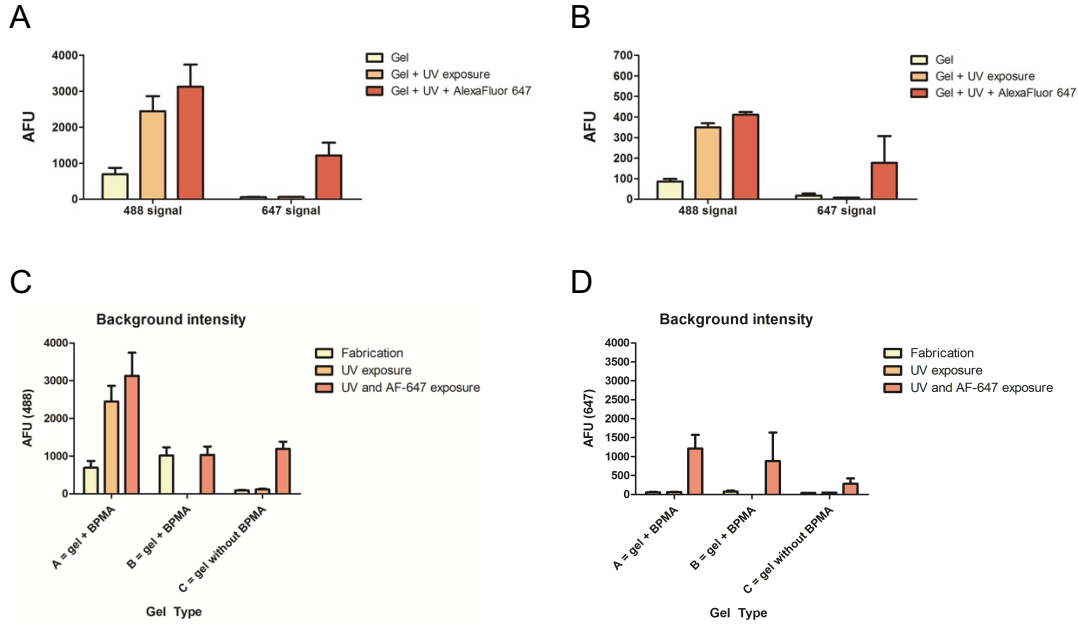 A
AFU
4000
3000
2000
1000
0
488 signal
647 signal
Gel
Gel + UV exposure
Gel + UV + AlexaFluor 647
B
AFU
700
600
500
400
300
200
100
0
488 signal
647 signal
Gel
Gel + UV exposure
Gel + UV + AlexaFluor 647
C
Background intensity
AFU (488)
4000
3000
2000
1000
0
A = gel + BPMA
B = gel + BPMA
C = gel without BPMA
Gel Type
Fabrication
UV exposure
UV and AF-647 exposure
D
Background intensity
AFU (647)
4000
3500
3000
2500
2000
1500
1000
500
0
A = gel + BPMA
B = gel + BPMA
C = gel without BPMA
Gel Type
Fabrication
UV exposure
UV and AF-647 exposure